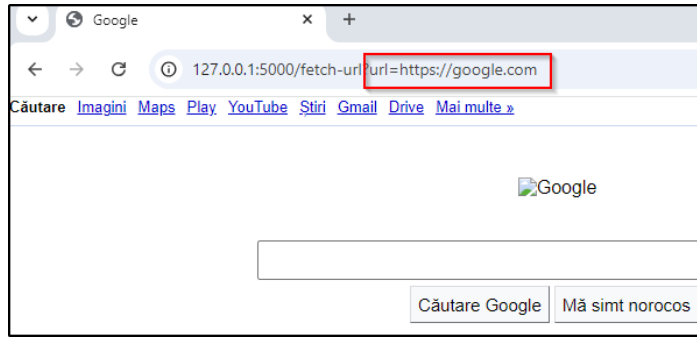 Google
127.0.0.1:5000/fetch-url?url=https://google.com
Căutare Imagini Maps Play YouTube Știri Gmail Drive Mai multe »
Google
Căutare Google Mă simt norocos